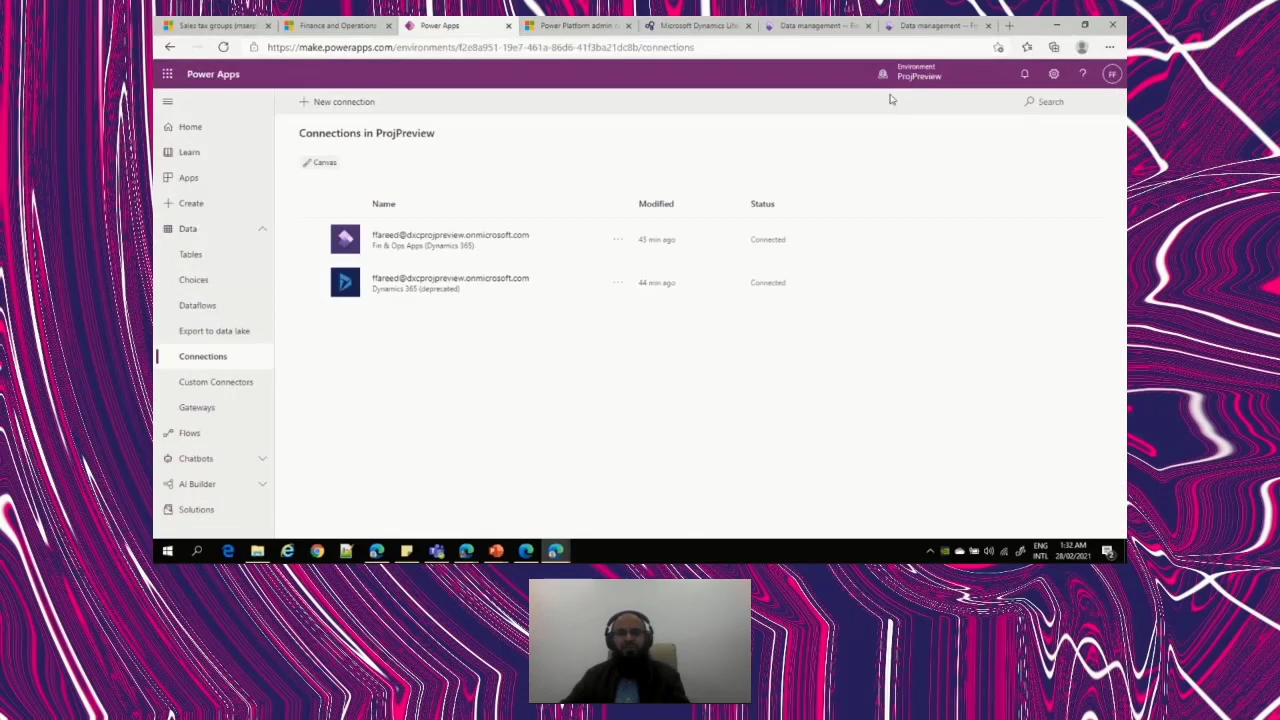 Sales tax groups (mserp
Finance and Operations
Power Apps
Power Platform admin c
Microsoft Dynamics Life
Data management -- Fin
Data management -- Fin
https://make.powerapps.com/environments/f2e8a951-19e7-461a-86d6-41f3ba21dc8b/connections
Power Apps
Environment
ProjPreview
FF
New connection
Search
Home
Learn
Apps
Create
Data
Tables
Choices
Dataflows
Export to data lake
Connections
Custom Connectors
Gateways
Flows
Chatbots
AI Builder
Solutions
Connections in ProjPreview
Canvas
Name Modified Status
ffareed@dxcprojpreview.onmicrosoft.com
Fin & Ops Apps (Dynamics 365)
··· 45 min ago Connected
ffareed@dxcprojpreview.onmicrosoft.com
Dynamics 365 (deprecated)
··· 44 min ago Connected
ENG
INTL
1:32 AM
28/02/2021
2